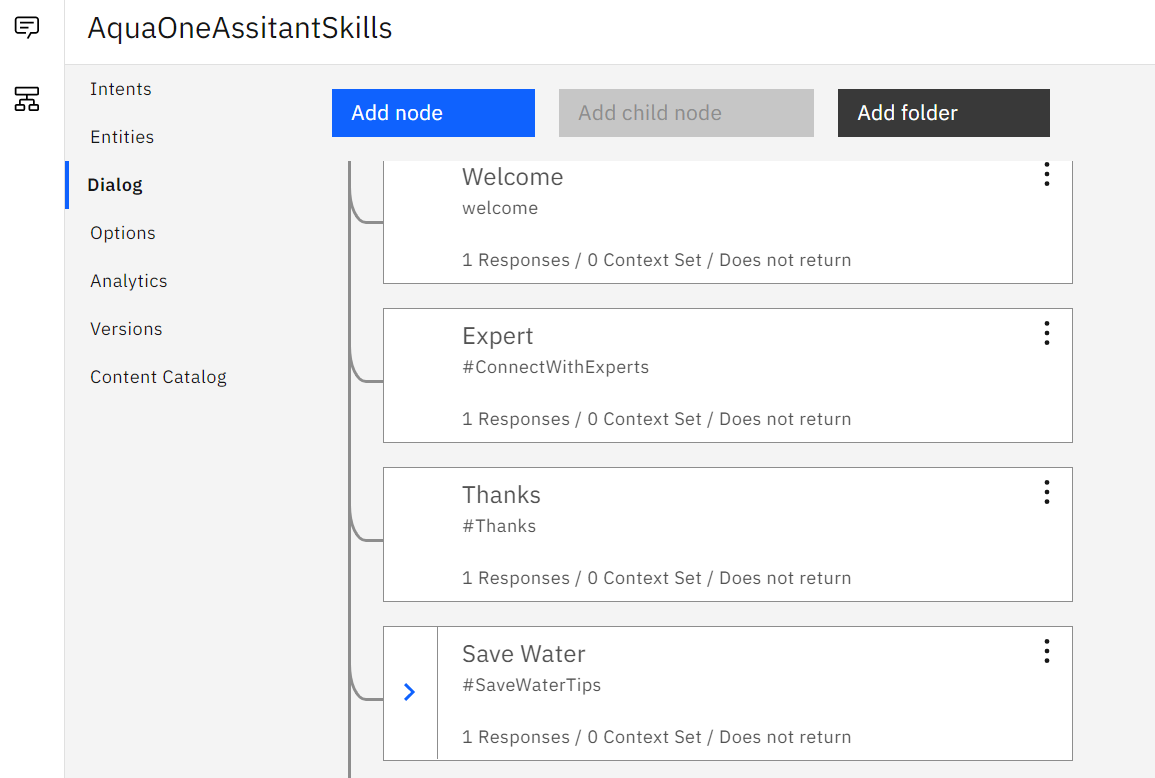 AquaOneAssitantSkills
Intents
Entities
Dialog
Options
Analytics
Versions
Content Catalog
Add node
Add child node
Add folder
Welcome
welcome
1 Responses / 0 Context Set / Does not return
Expert
#ConnectWithExperts
1 Responses / 0 Context Set / Does not return
Thanks
#Thanks
1 Responses / 0 Context Set / Does not return
Save Water
#SaveWaterTips
1 Responses / 0 Context Set / Does not return